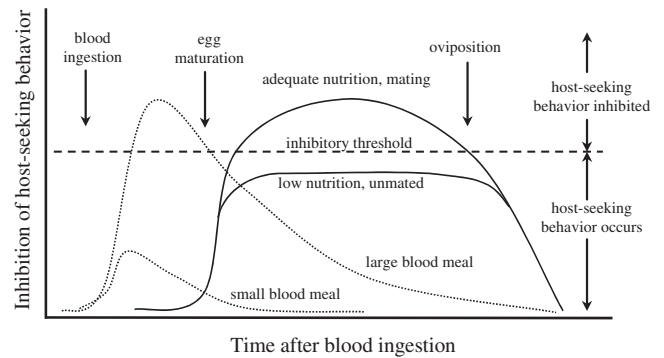 blood
ingestion
egg
maturation
oviposition
adequate nutrition, mating
host-seeking
behavior inhibited
inhibitory threshold
low nutrition, unmated
host-seeking
behavior occurs
large blood meal
small blood meal
Inhibition of host-seeking behavior
Time after blood ingestion